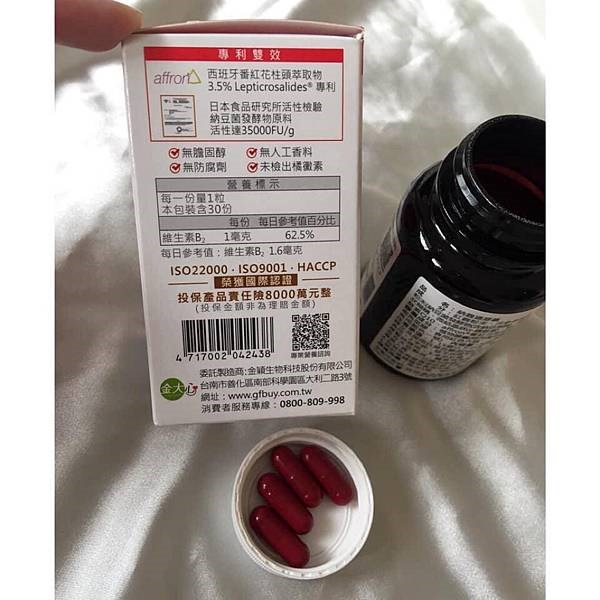 專利雙效
affron
西班牙番紅花柱頭萃取物
3.5% Lepticrosalides® 專利
日本食品研究所活性檢驗
納豆菌發酵物原料
活性達35000FU/g
無膽固醇
無人工香料
無防腐劑
未檢出橘黴素
營養標示
每一份量1粒
本包裝含30份
每份 每日參考值百分比
維生素B₂ 1毫克 62.5%
每日參考值：維生素B₂ 1.6毫克
ISO22000·ISO9001·HACCP
榮獲國際認證
投保產品責任險8000萬元整
(投保金額非為理賠金額)
4 717002 042438
專業營養諮詢
金大心
委託製造商:金穎生物科技股份有限公司
台南市善化區南部科學園區大利二路3號
網址：www.gfbuy.com.tw
消費者服務專線：0800-809-998